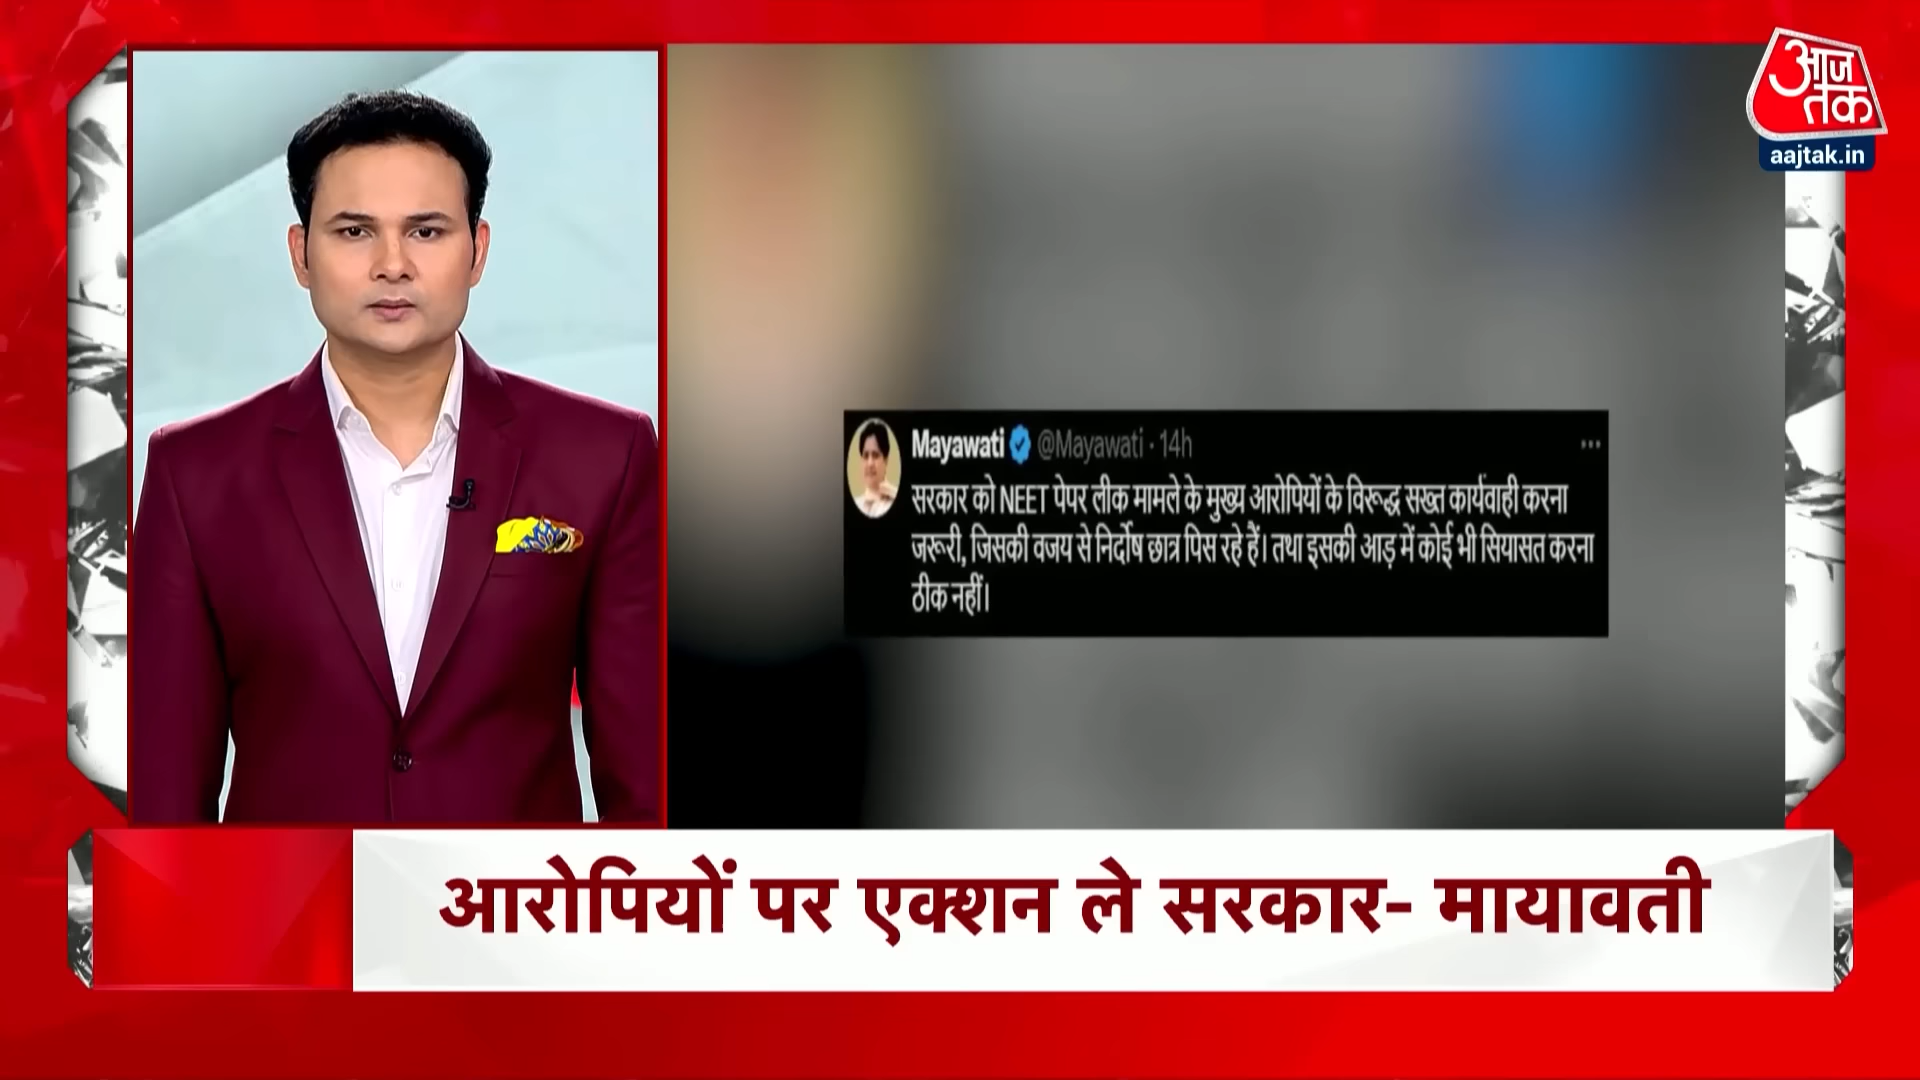 आज
तक
aajtak.in
Mayawati @Mayawati · 14h
सरकार को NEET पेपर लीक मामले के मुख्य आरोपियों के विरूद्ध सख्त कार्यवाही करना
जरूरी, जिसकी वजय से निर्दोष छात्र पिस रहे हैं। तथा इसकी आड़ में कोई भी सियासत करना
ठीक नहीं।
आरोपियों पर एक्शन ले सरकार- मायावती